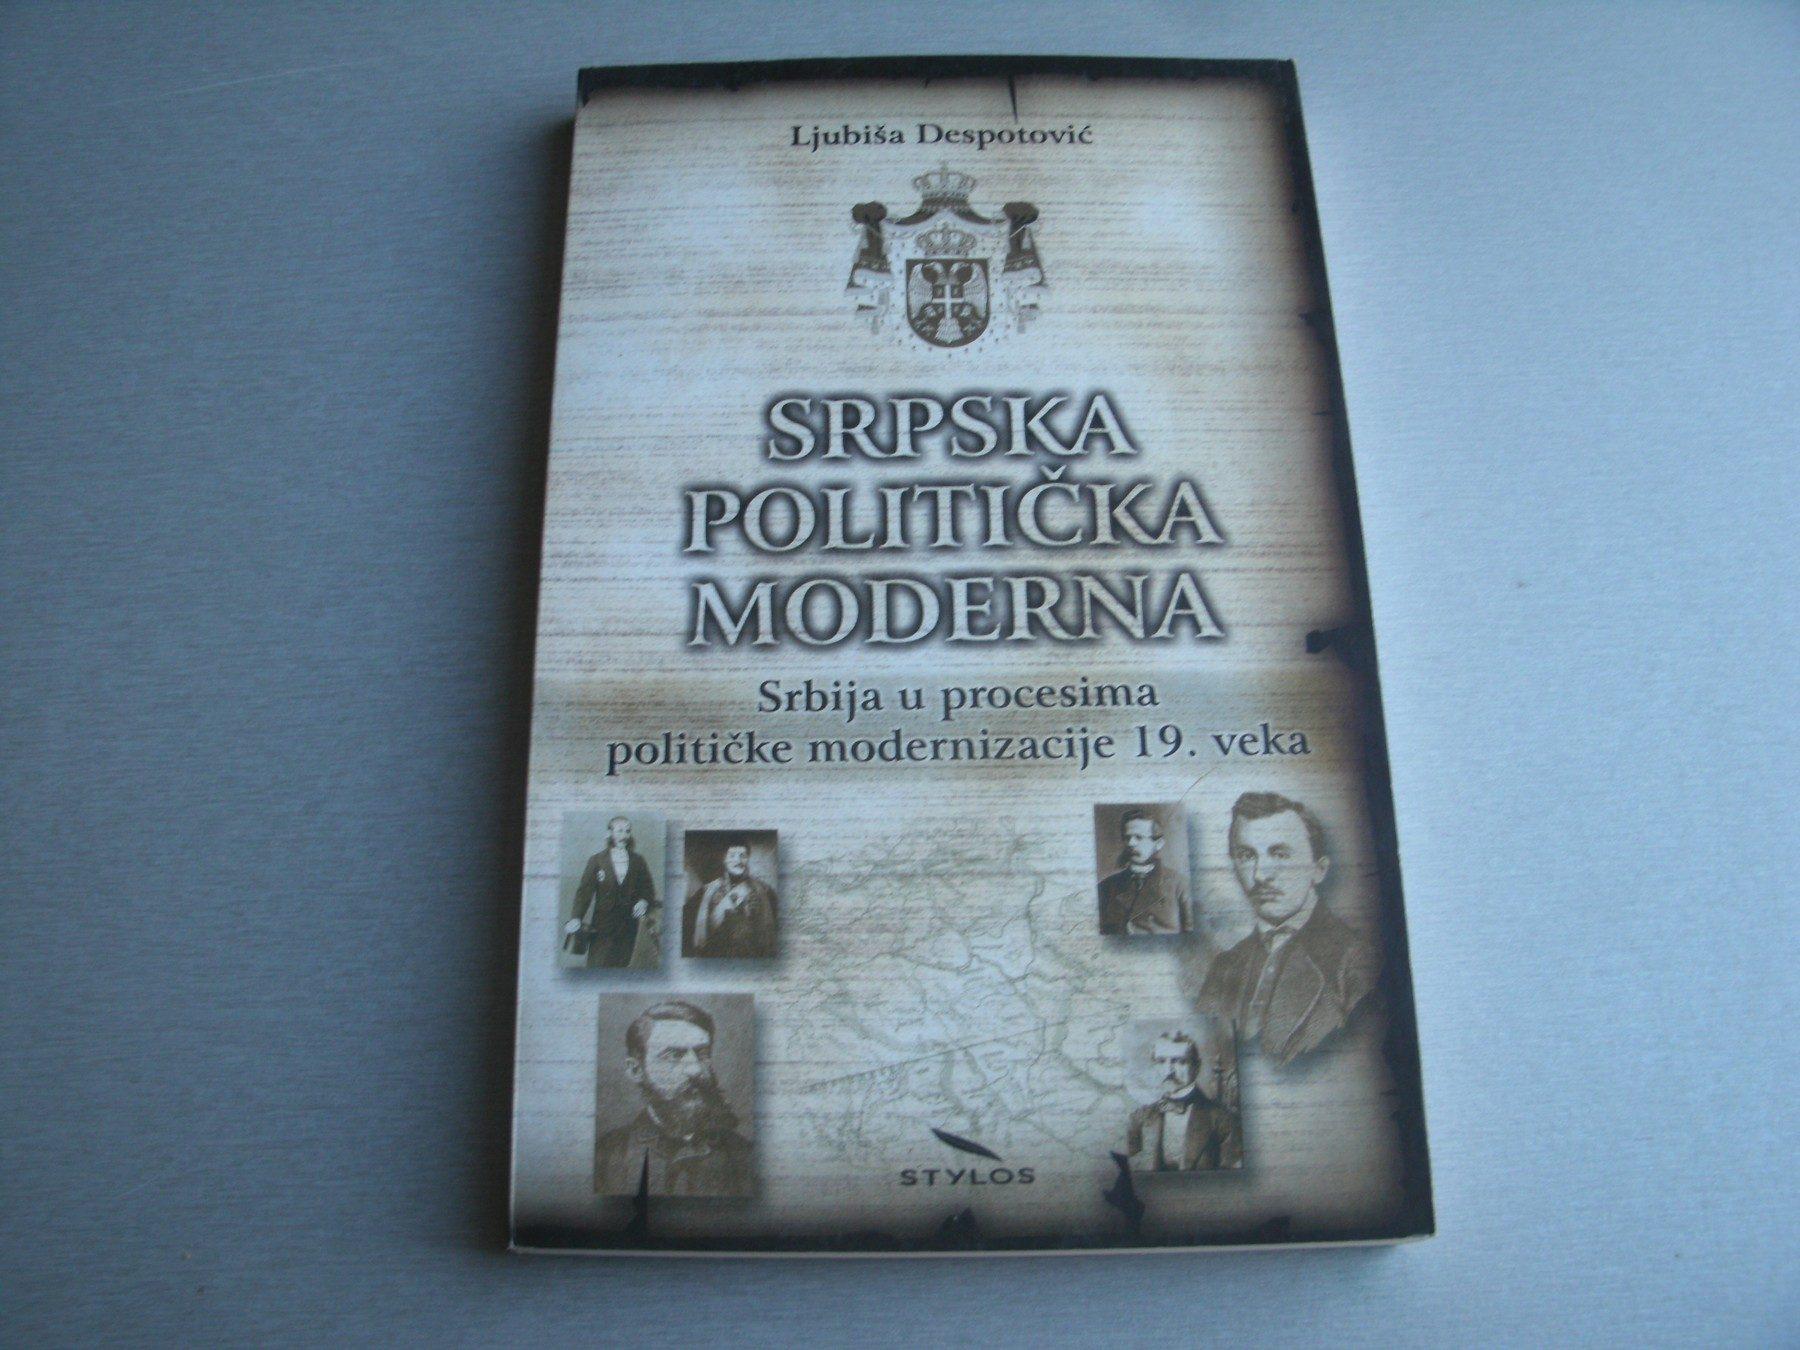 Ljubiša Despotović
SRPSKA
POLITIČKA
MODERNA
Srbija u procesima
političke modernizacije 19. veka
STYLOS